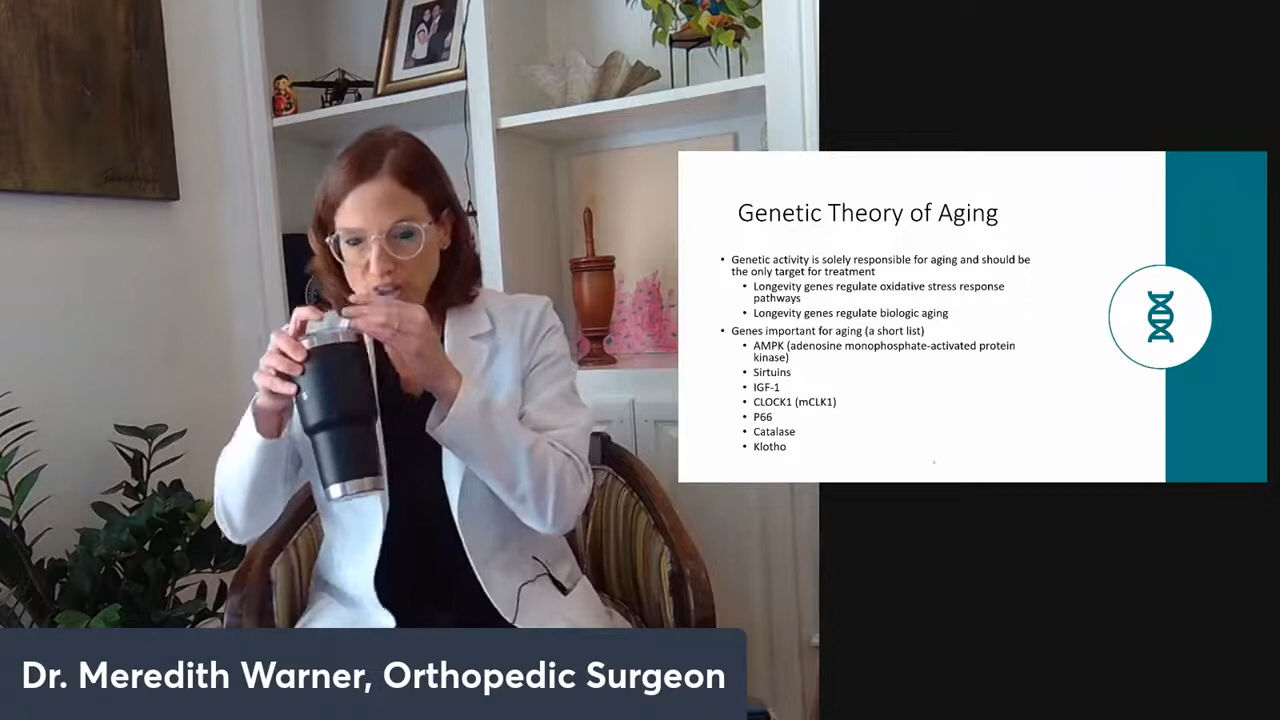 Genetic Theory of Aging
• Genetic activity is solely responsible for aging and should be
the only target for treatment
• Longevity genes regulate oxidative stress response
pathways
• Longevity genes regulate biologic aging
• Genes important for aging (a short list)
• AMPK (adenosine monophosphate-activated protein
kinase)
• Sirtuins
• IGF-1
• CLOCK1 (mCLK1)
• P66
• Catalase
• Klotho
Dr. Meredith Warner, Orthopedic Surgeon